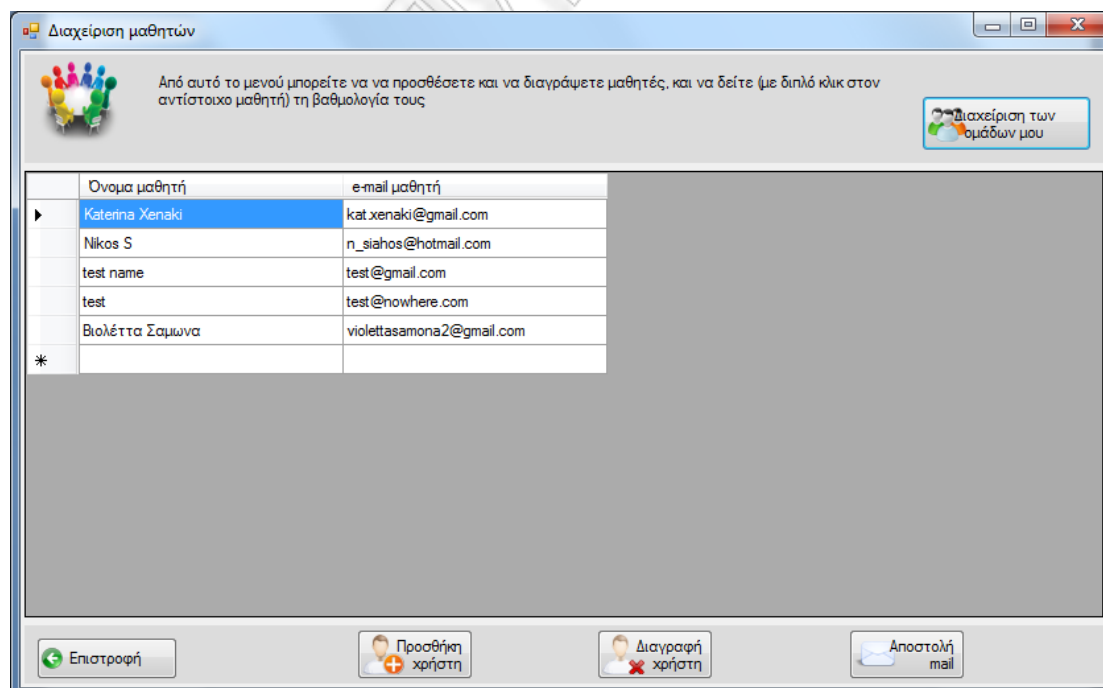 Διαχείριση μαθητών
Από αυτό το μενού μπορείτε να να προσθέσετε και να διαγράψετε μαθητές, και να δείτε (με διπλό κλικ στον
αντίστοιχο μαθητή) τη βαθμολογία τους
Διαχείριση των
ομάδων μου
Όνομα μαθητή e-mail μαθητή
Katerina Xenaki kat.xenaki@gmail.com
Nikos S n_siahos@hotmail.com
test name test@gmail.com
test test@nowhere.com
Βιολέττα Σαμωνα violettasamona2@gmail.com
Επιστροφή
Προσθήκη
χρήστη
Διαγραφή
χρήστη
Αποστολή
mail